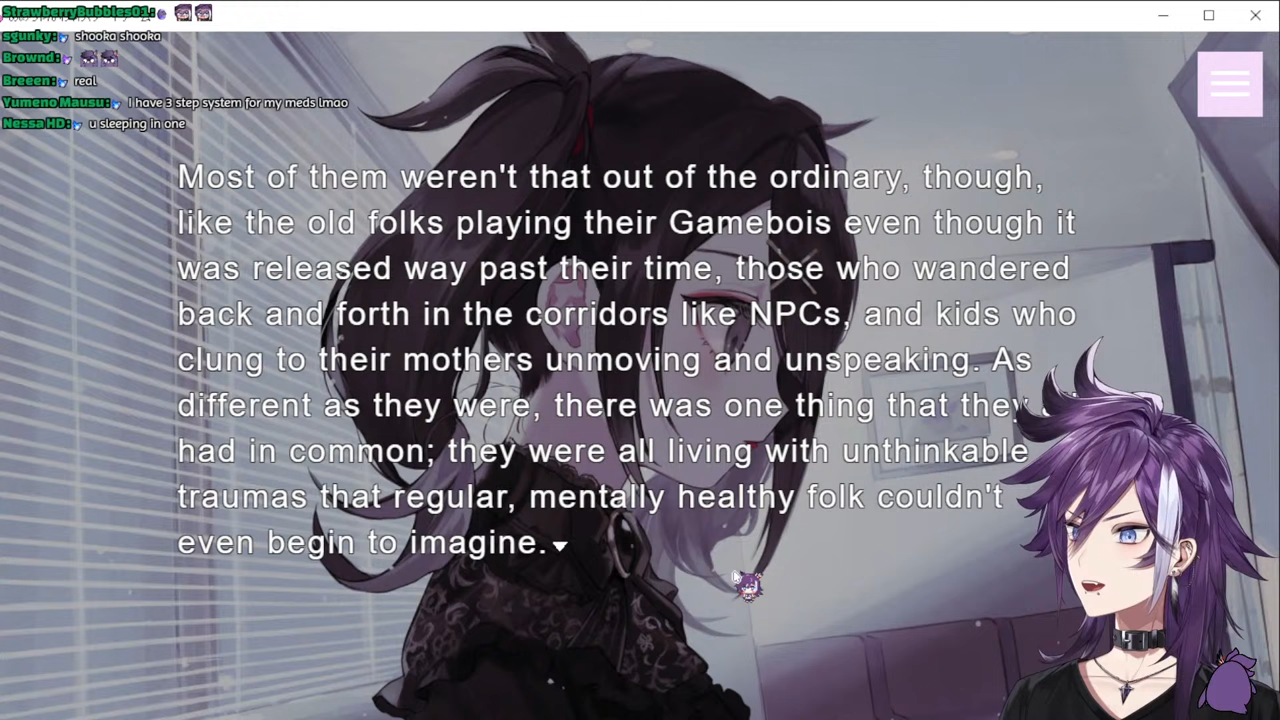 StrawberryBubbles01:
sgunky: shooka shooka
Brownd:
Breeen: real
Yumeno Mausu: I have 3 step system for my meds lmao
Nessa HD: u sleeping in one
Most of them weren't that out of the ordinary, though,
like the old folks playing their Gamebois even though it
was released way past their time, those who wandered
back and forth in the corridors like NPCs, and kids who
clung to their mothers unmoving and unspeaking. As
different as they were, there was one thing that they
had in common; they were all living with unthinkable
traumas that regular, mentally healthy folk couldn't
even begin to imagine.